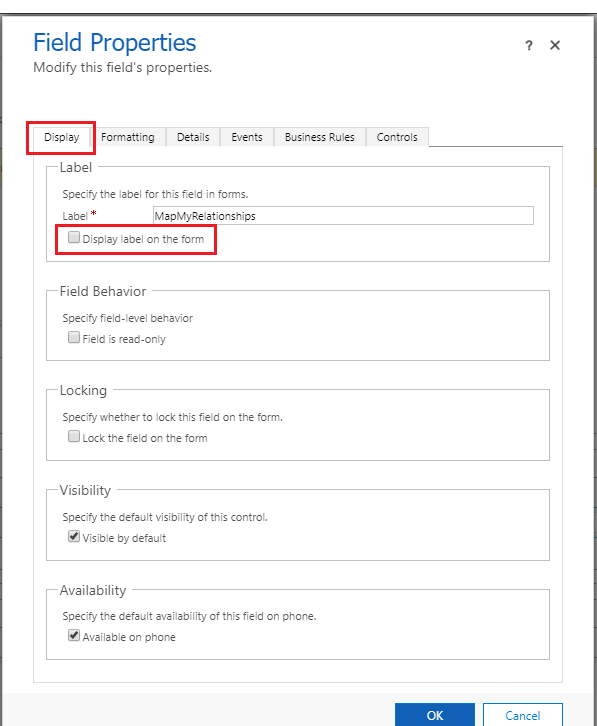 Field Properties
? ✕
Modify this field's properties.
Display Formatting Details Events Business Rules Controls
Label
Specify the label for this field in forms.
Label * MapMyRelationships
Display label on the form
Field Behavior
Specify field-level behavior
Field is read-only
Locking
Specify whether to lock this field on the form.
Lock the field on the form
Visibility
Specify the default visibility of this control.
Visible by default
Availability
Specify the default availability of this field on phone.
Available on phone
OK Cancel